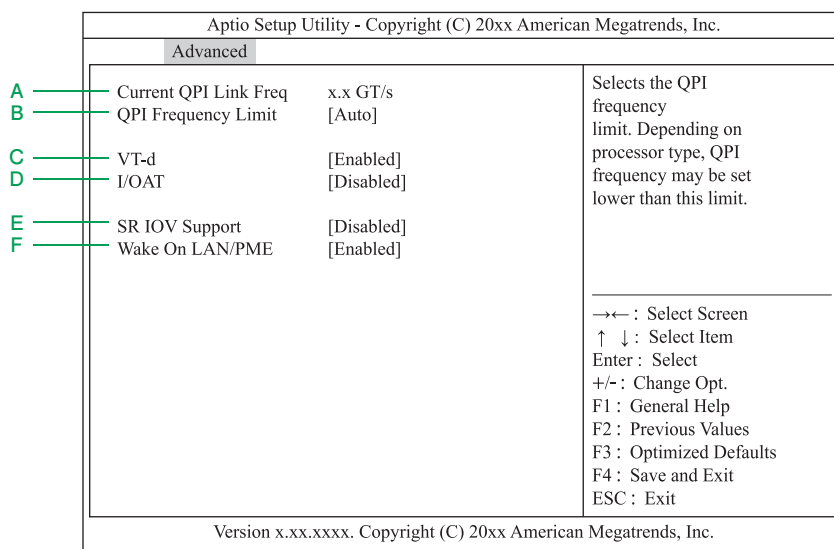 Aptio Setup Utility - Copyright (C) 20xx American Megatrends, Inc.
Advanced
A Current QPI Link Freq x.x GT/s
B QPI Frequency Limit [Auto]
C VT-d [Enabled]
D I/OAT [Disabled]
E SR IOV Support [Disabled]
F Wake On LAN/PME [Enabled]
Selects the QPI
frequency
limit. Depending on
processor type, QPI
frequency may be set
lower than this limit.
→← : Select Screen
↑ ↓ : Select Item
Enter : Select
+/- : Change Opt.
F1 : General Help
F2 : Previous Values
F3 : Optimized Defaults
F4 : Save and Exit
ESC : Exit
Version x.xx.xxxx. Copyright (C) 20xx American Megatrends, Inc.